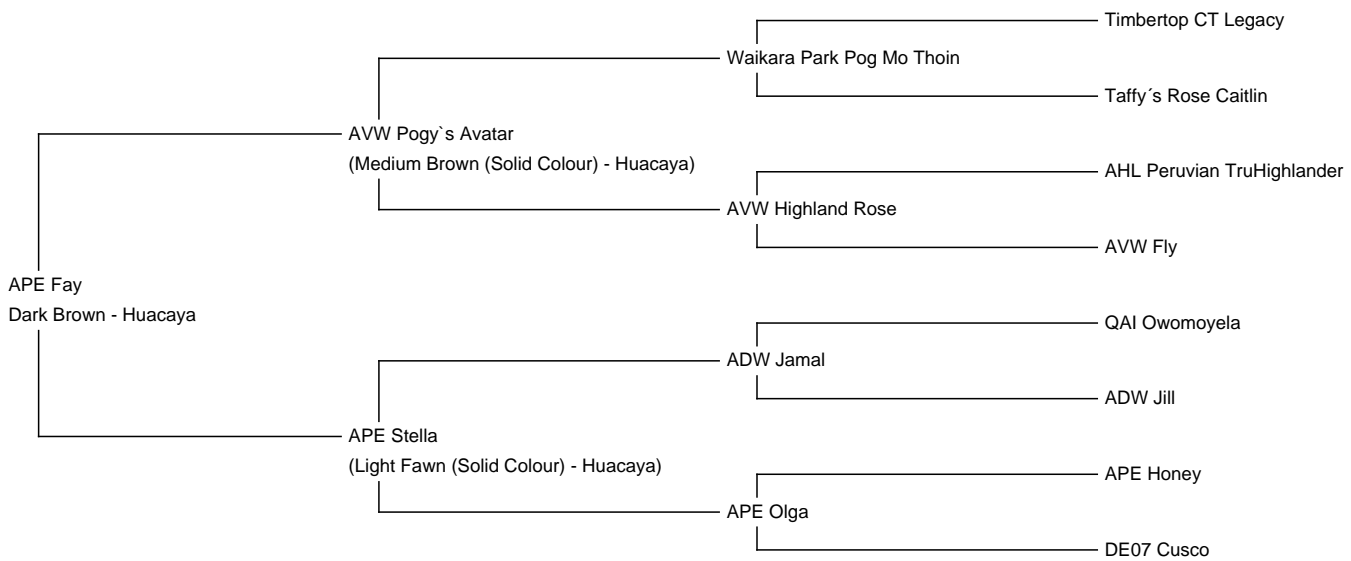 Timbertop CT Legacy
Waikara Park Pog Mo Thoin
Taffy´s Rose Caitlin
AVW Pogy`s Avatar
(Medium Brown (Solid Colour) - Huacaya)
AHL Peruvian TruHighlander
AVW Highland Rose
AVW Fly
APE Fay
Dark Brown - Huacaya
QAI Owomoyela
ADW Jamal
ADW Jill
APE Stella
(Light Fawn (Solid Colour) - Huacaya)
APE Honey
APE Olga
DE07 Cusco